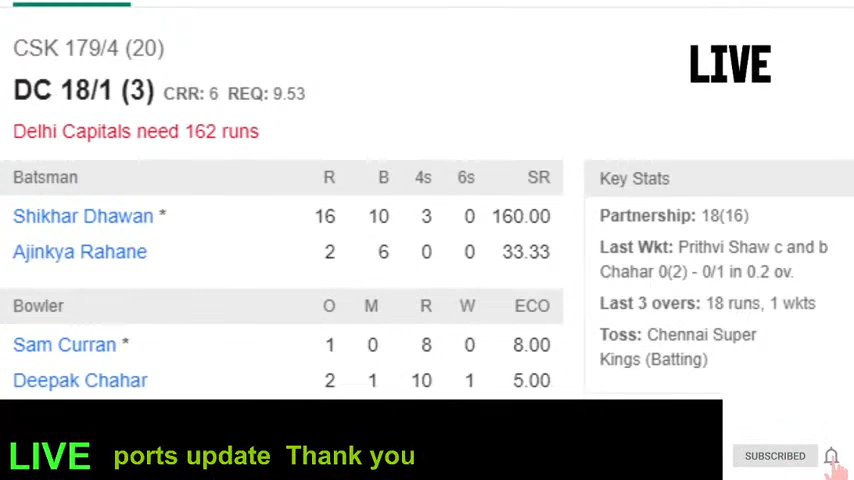 CSK 179/4 (20)
LIVE
DC 18/1 (3) CRR: 6 REQ: 9.53
Delhi Capitals need 162 runs
Batsman R B 4s 6s SR
Shikhar Dhawan * 16 10 3 0 160.00
Ajinkya Rahane 2 6 0 0 33.33
Bowler O M R W ECO
Sam Curran * 1 0 8 0 8.00
Deepak Chahar 2 1 10 1 5.00
Key Stats
Partnership: 18(16)
Last Wkt: Prithvi Shaw c and b
Chahar 0(2) - 0/1 in 0.2 ov.
Last 3 overs: 18 runs, 1 wkts
Toss: Chennai Super
Kings (Batting)
LIVE ports update Thank you
SUBSCRIBED